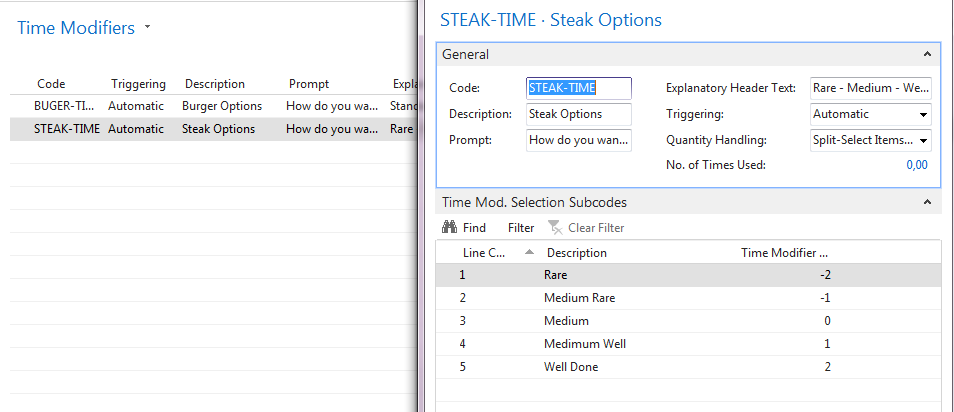 Time Modifiers
Code Triggering Description Prompt Expla
BUGER-TI... Automatic Burger Options How do you wa... Stanc
STEAK-TIME Automatic Steak Options How do you wa... Rare
STEAK-TIME · Steak Options
General
Code: STEAK-TIME Explanatory Header Text: Rare - Medium - We...
Description: Steak Options Triggering: Automatic
Prompt: How do you wan... Quantity Handling: Split-Select Items...
No. of Times Used: 0,00
Time Mod. Selection Subcodes
Find Filter Clear Filter
Line C... Description Time Modifier ...
1 Rare -2
2 Medium Rare -1
3 Medium 0
4 Medimum Well 1
5 Well Done 2